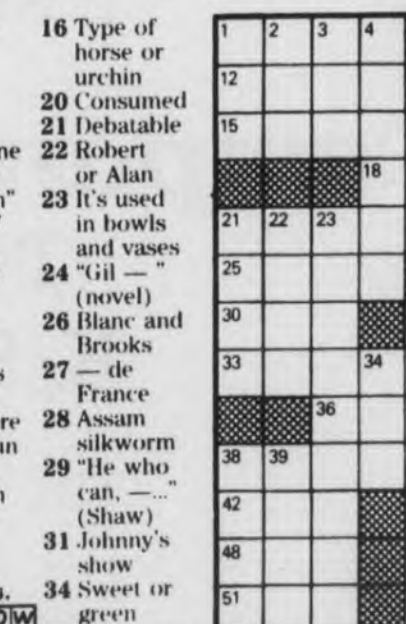 16 Type of
horse or
urchin
20 Consumed
21 Debatable
22 Robert
or Alan
23 It's used
in bowls
and vases
24 "Gil — "
(novel)
26 Blanc and
Brooks
27 — de
France
28 Assam
silkworm
29 "He who
can, —..."
(Shaw)
31 Johnny's
show
34 Sweet or
green
1 2 3 4
12
15
18
21 22 23
25
30
33 34
36
38 39
42
48
51